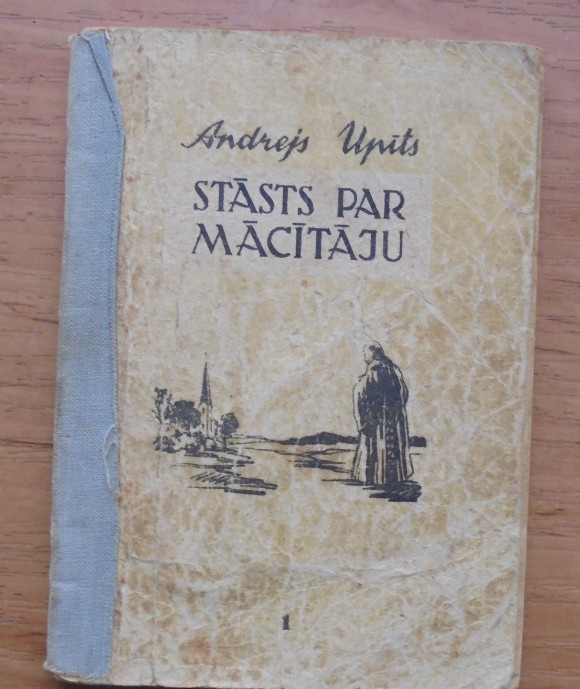 Andrejs Upīts
STĀSTS PAR
MĀCĪTĀJU
1